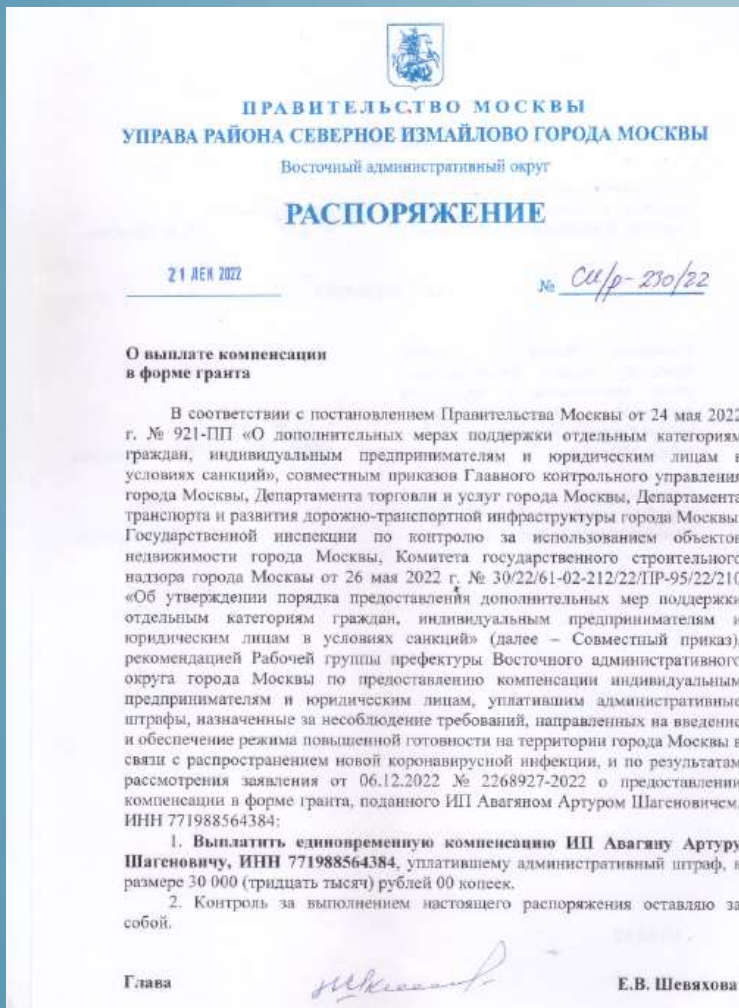 ПРАВИТЕЛЬСТВО МОСКВЫ
УПРАВА РАЙОНА СЕВЕРНОЕ ИЗМАЙЛОВО ГОРОДА МОСКВЫ
Восточный административный округ
РАСПОРЯЖЕНИЕ
21 ДЕК 2022
№ СИ/р-230/22
О выплате компенсации
в форме гранта
В соответствии с постановлением Правительства Москвы от 24 мая 2022
г. № 921-ПП «О дополнительных мерах поддержки отдельным категориям
граждан, индивидуальным предпринимателям и юридическим лицам в
условиях санкций», совместным приказов Главного контрольного управления
города Москвы, Департамента торговли и услуг города Москвы, Департамента
транспорта и развития дорожно-транспортной инфраструктуры города Москвы,
Государственной инспекции по контролю за использованием объектов
недвижимости города Москвы, Комитета государственного строительного
надзора города Москвы от 26 мая 2022 г. № 30/22/61-02-212/22/ПР-95/22/210
«Об утверждении порядка предоставления дополнительных мер поддержки
отдельным категориям граждан, индивидуальным предпринимателям и
юридическим лицам в условиях санкций» (далее – Совместный приказ),
рекомендацией Рабочей группы префектуры Восточного административного
округа города Москвы по предоставлению компенсации индивидуальным
предпринимателям и юридическим лицам, уплатившим административные
штрафы, назначенные за несоблюдение требований, направленных на введение
и обеспечение режима повышенной готовности на территории города Москвы в
связи с распространением новой коронавирусной инфекции, и по результатам
рассмотрения заявления от 06.12.2022 № 2268927-2022 о предоставлении
компенсации в форме гранта, поданного ИП Авагяном Артуром Шагеновичем,
ИНН 771988564384:
1. Выплатить единовременную компенсацию ИП Авагяну Артуру
Шагеновичу, ИНН 771988564384, уплатившему административный штраф, в
размере 30 000 (тридцать тысяч) рублей 00 копеек.
2. Контроль за выполнением настоящего распоряжения оставляю за
собой.
Глава Е.В. Шевяхова